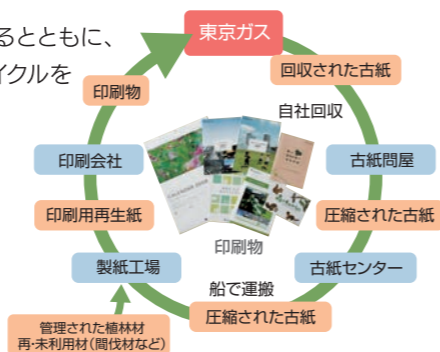 るとともに、
イクルを
東京ガス
回収された古紙
自社回収
古紙問屋
圧縮された古紙
古紙センター
船で運搬
圧縮された古紙
製紙工場
管理された植林材
再・未利用材(間伐材など)
印刷用再生紙
印刷会社
印刷物
印刷物